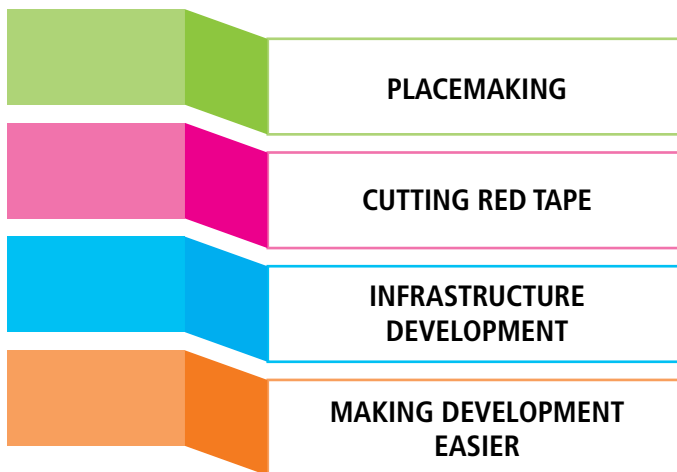 PLACEMAKING
CUTTING RED TAPE
INFRASTRUCTURE
DEVELOPMENT
MAKING DEVELOPMENT
EASIER